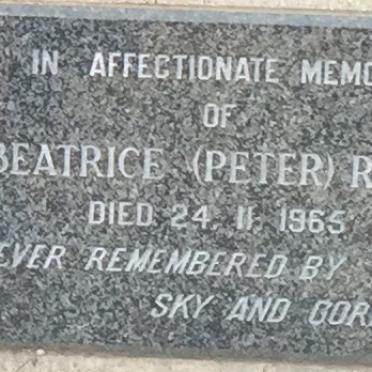 IN AFFECTIONATE MEMO
OF
BEATRICE (PETER) R
DIED 24. 11. 1965
EVER REMEMBERED BY
SKY AND GOR